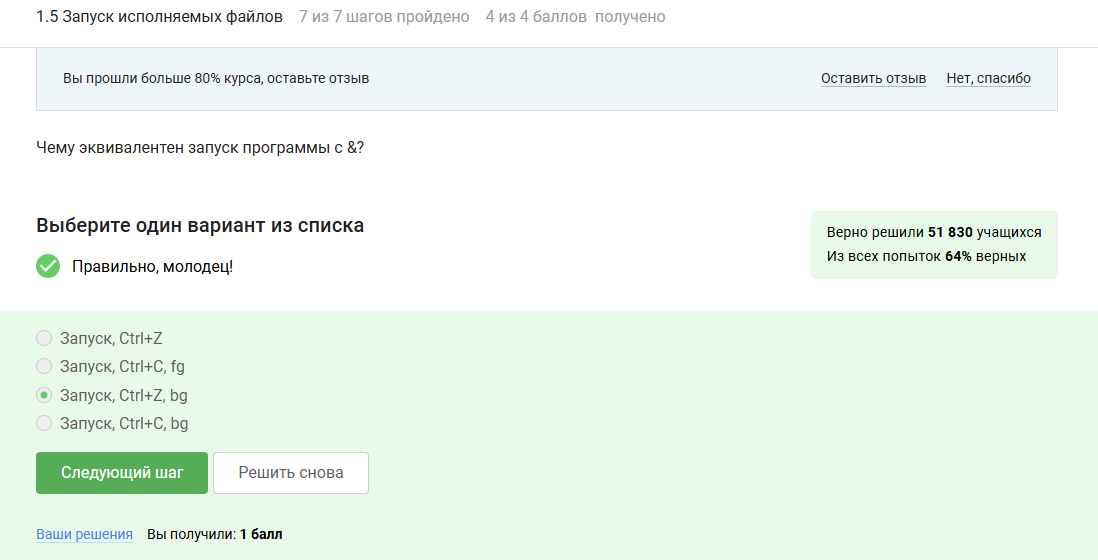 1.5 Запуск исполняемых файлов 7 из 7 шагов пройдено 4 из 4 баллов получено
Вы прошли больше 80% курса, оставьте отзыв Оставить отзыв Нет, спасибо
Чему эквивалентен запуск программы с &?
Выберите один вариант из списка
Правильно, молодец!
Верно решили 51 830 учащихся
Из всех попыток 64% верных
Запуск, Ctrl+Z
Запуск, Ctrl+C, fg
Запуск, Ctrl+Z, bg
Запуск, Ctrl+C, bg
Следующий шаг Решить снова
Ваши решения Вы получили: 1 балл